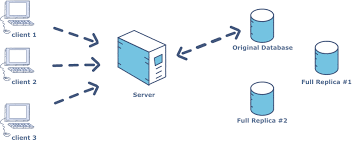 client 1
client 2
client 3
Server
Original Database
Full Replica #1
Full Replica #2